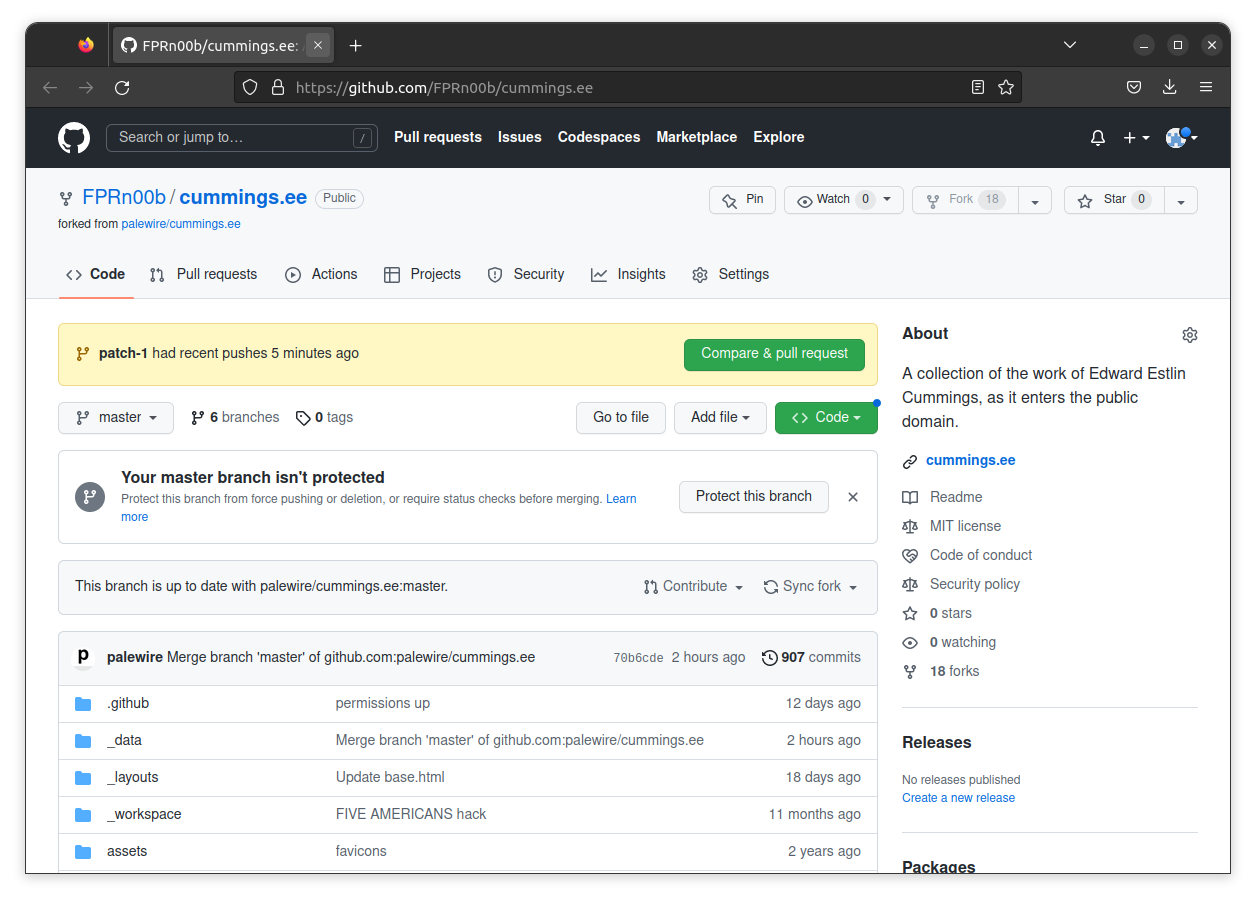 FPRn00b/cummings.ee:
https://github.com/FPRn00b/cummings.ee
Search or jump to… / Pull requests Issues Codespaces Marketplace Explore
FPRn00b / cummings.ee Public
Pin Watch 0 Fork 18 Star 0
forked from palewire/cummings.ee
Code Pull requests Actions Projects Security Insights Settings
patch-1 had recent pushes 5 minutes ago Compare & pull request
master 6 branches 0 tags Go to file Add file Code
Your master branch isn't protected
Protect this branch from force pushing or deletion, or require status checks before merging. Learn
more
Protect this branch
This branch is up to date with palewire/cummings.ee:master. Contribute Sync fork
p palewire Merge branch 'master' of github.com:palewire/cummings.ee 70b6cde 2 hours ago 907 commits
.github permissions up 12 days ago
_data Merge branch 'master' of github.com:palewire/cummings.ee 2 hours ago
_layouts Update base.html 18 days ago
_workspace FIVE AMERICANS hack 11 months ago
assets favicons 2 years ago
About
A collection of the work of Edward Estlin
Cummings, as it enters the public
domain.
cummings.ee
Readme
MIT license
Code of conduct
Security policy
0 stars
0 watching
18 forks
Releases
No releases published
Create a new release
Packages